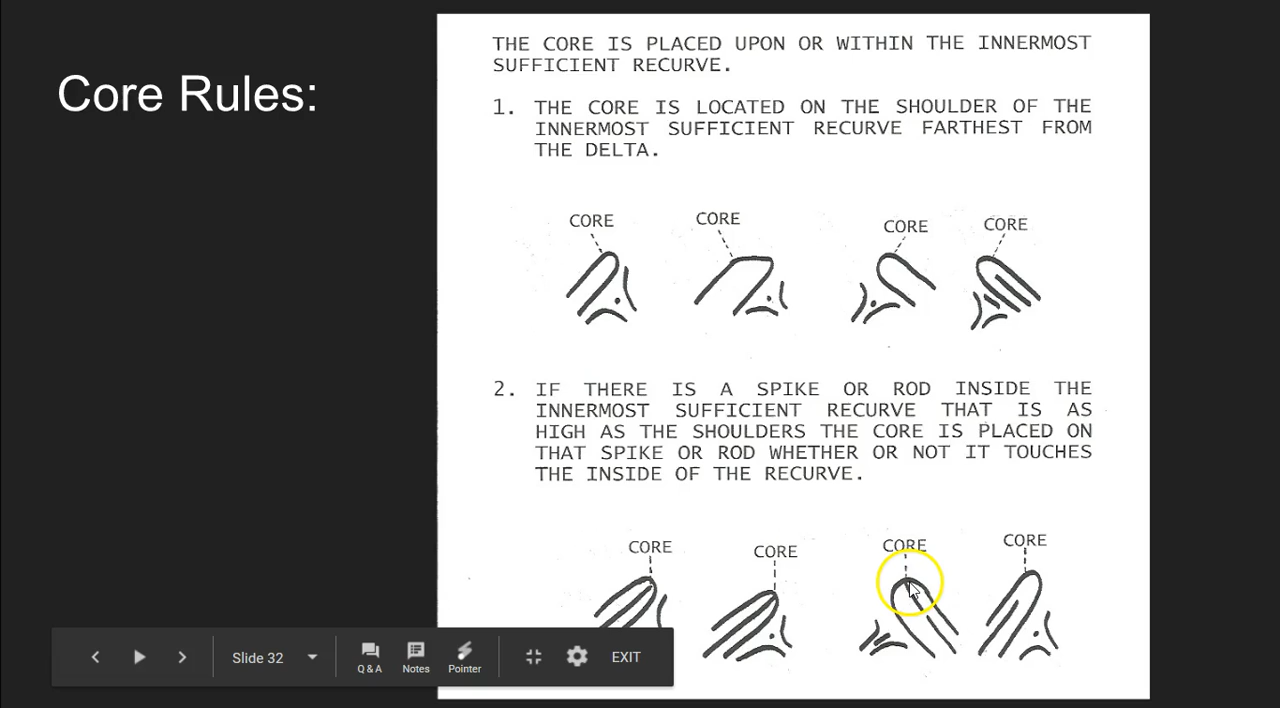 Core Rules:
THE CORE IS PLACED UPON OR WITHIN THE INNERMOST
SUFFICIENT RECURVE.
1. THE CORE IS LOCATED ON THE SHOULDER OF THE
INNERMOST SUFFICIENT RECURVE FARTHEST FROM
THE DELTA.
CORE CORE CORE CORE
2. IF THERE IS A SPIKE OR ROD INSIDE THE
INNERMOST SUFFICIENT RECURVE THAT IS AS
HIGH AS THE SHOULDERS THE CORE IS PLACED ON
THAT SPIKE OR ROD WHETHER OR NOT IT TOUCHES
THE INSIDE OF THE RECURVE.
CORE CORE CORE CORE
Slide 32
Q & A Notes Pointer
EXIT